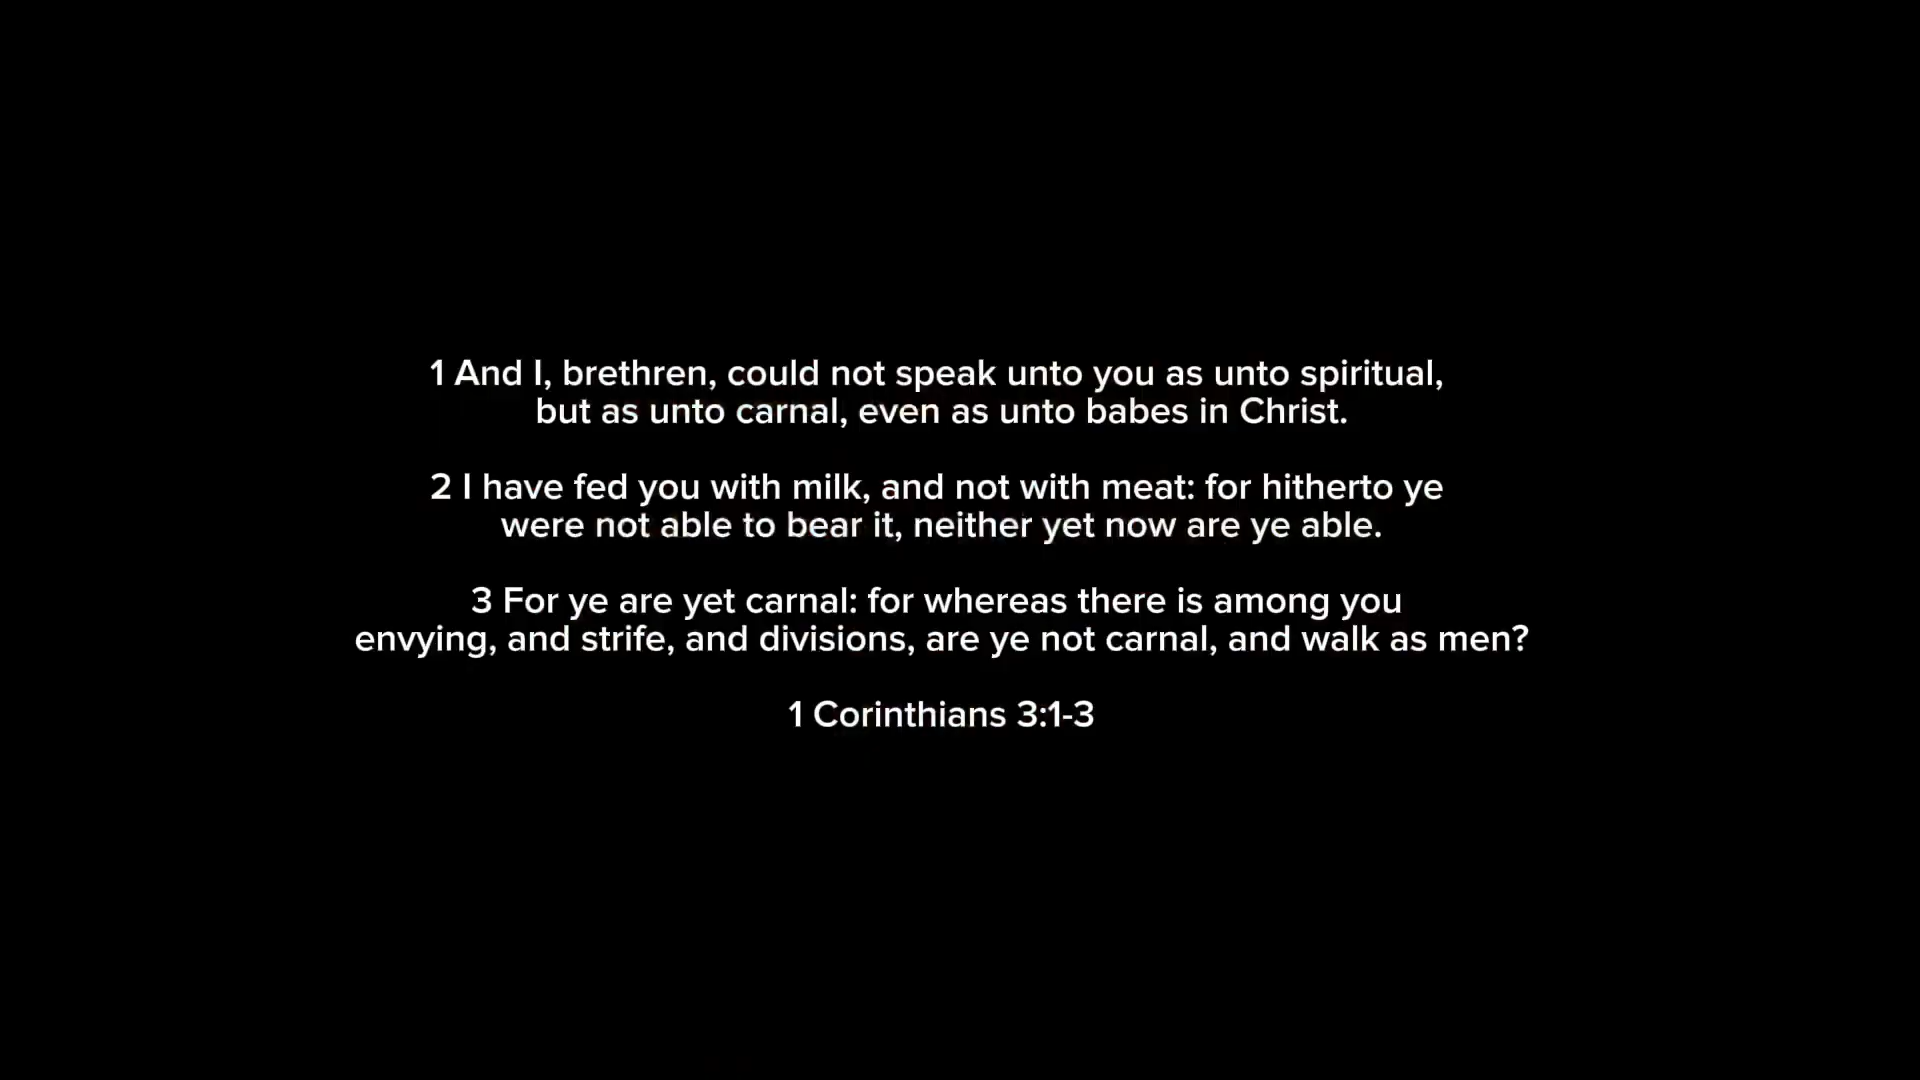 1 And I, brethren, could not speak unto you as unto spiritual,
but as unto carnal, even as unto babes in Christ.
2 I have fed you with milk, and not with meat: for hitherto ye
were not able to bear it, neither yet now are ye able.
3 For ye are yet carnal: for whereas there is among you
envying, and strife, and divisions, are ye not carnal, and walk as men?
1 Corinthians 3:1-3